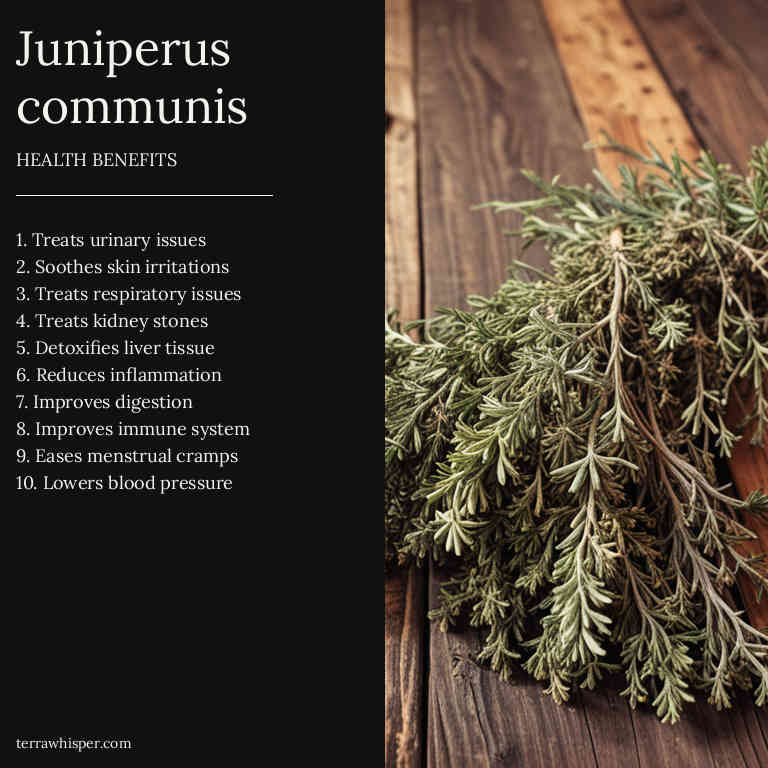 Juniperus
communis
HEALTH BENEFITS
1. Treats urinary issues
2. Soothes skin irritations
3. Treats respiratory issues
4. Treats kidney stones
5. Detoxifies liver tissue
6. Reduces inflammation
7. Improves digestion
8. Improves immune system
9. Eases menstrual cramps
10. Lowers blood pressure
terrawhisper.com